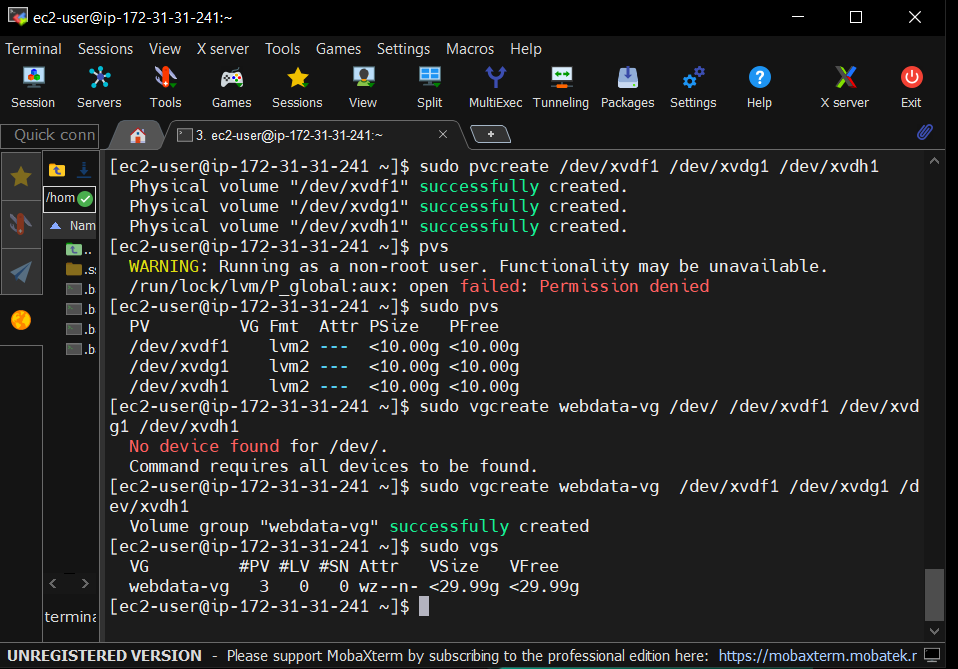 ec2-user@ip-172-31-31-241:~
Terminal Sessions View X server Tools Games Settings Macros Help
Session Servers Tools Games Sessions View Split MultiExec Tunneling Packages Settings Help X server Exit
Quick conn
3. ec2-user@ip-172-31-31-241:~
/hom
Nam
..
.s
.b
.b
.b
.b
termina
[ec2-user@ip-172-31-31-241 ~]$ sudo pvcreate /dev/xvdf1 /dev/xvdg1 /dev/xvdh1
  Physical volume "/dev/xvdf1" successfully created.
  Physical volume "/dev/xvdg1" successfully created.
  Physical volume "/dev/xvdh1" successfully created.
[ec2-user@ip-172-31-31-241 ~]$ pvs
  WARNING: Running as a non-root user. Functionality may be unavailable.
  /run/lock/lvm/P_global:aux: open failed: Permission denied
[ec2-user@ip-172-31-31-241 ~]$ sudo pvs
  PV         VG Fmt  Attr PSize   PFree
  /dev/xvdf1    lvm2 ---  <10.00g <10.00g
  /dev/xvdg1    lvm2 ---  <10.00g <10.00g
  /dev/xvdh1    lvm2 ---  <10.00g <10.00g
[ec2-user@ip-172-31-31-241 ~]$ sudo vgcreate webdata-vg /dev/ /dev/xvdf1 /dev/xvd
g1 /dev/xvdh1
  No device found for /dev/.
  Command requires all devices to be found.
[ec2-user@ip-172-31-31-241 ~]$ sudo vgcreate webdata-vg  /dev/xvdf1 /dev/xvdg1 /d
ev/xvdh1
  Volume group "webdata-vg" successfully created
[ec2-user@ip-172-31-31-241 ~]$ sudo vgs
  VG         #PV #LV #SN Attr   VSize   VFree
  webdata-vg   3   0   0 wz--n- <29.99g <29.99g
[ec2-user@ip-172-31-31-241 ~]$
UNREGISTERED VERSION - Please support MobaXterm by subscribing to the professional edition here: https://mobaxterm.mobatek.r